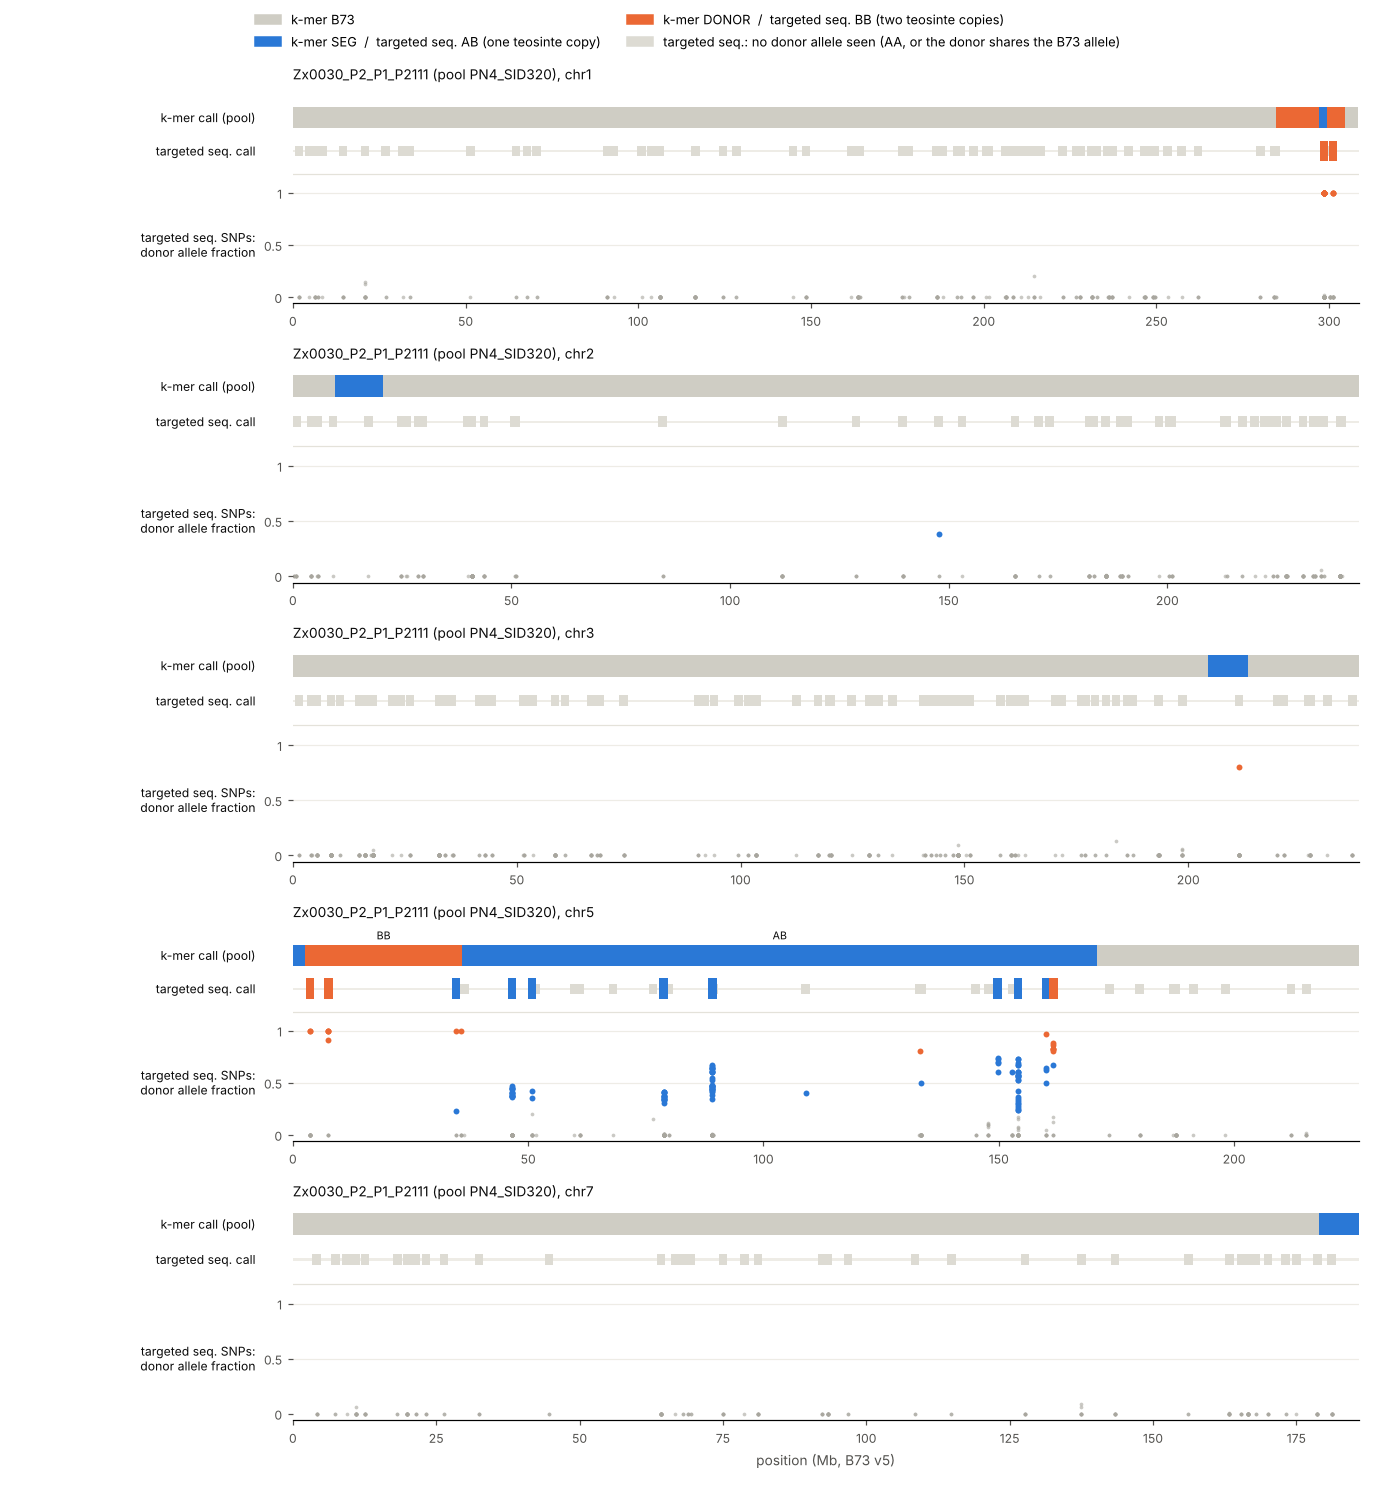 k-mer B73
k-mer DONOR / targeted seq. BB (two teosinte copies)
k-mer SEG / targeted seq. AB (one teosinte copy)
targeted seq.: no donor allele seen (AA, or the donor shares the B73 allele)
Zx0030_P2_P1_P2111 (pool PN4_SID320), chr1
k-mer call (pool)
targeted seq. call
1
targeted seq. SNPs:
donor allele fraction
0.5
0
0 50 100 150 200 250 300
Zx0030_P2_P1_P2111 (pool PN4_SID320), chr2
k-mer call (pool)
targeted seq. call
1
targeted seq. SNPs:
donor allele fraction
0.5
0
0 50 100 150 200
Zx0030_P2_P1_P2111 (pool PN4_SID320), chr3
k-mer call (pool)
targeted seq. call
1
targeted seq. SNPs:
donor allele fraction
0.5
0
0 50 100 150 200
Zx0030_P2_P1_P2111 (pool PN4_SID320), chr5
BB AB
k-mer call (pool)
targeted seq. call
1
targeted seq. SNPs:
donor allele fraction
0.5
0
0 50 100 150 200
Zx0030_P2_P1_P2111 (pool PN4_SID320), chr7
k-mer call (pool)
targeted seq. call
1
targeted seq. SNPs:
donor allele fraction
0.5
0
0 25 50 75 100 125 150 175
position (Mb, B73 v5)